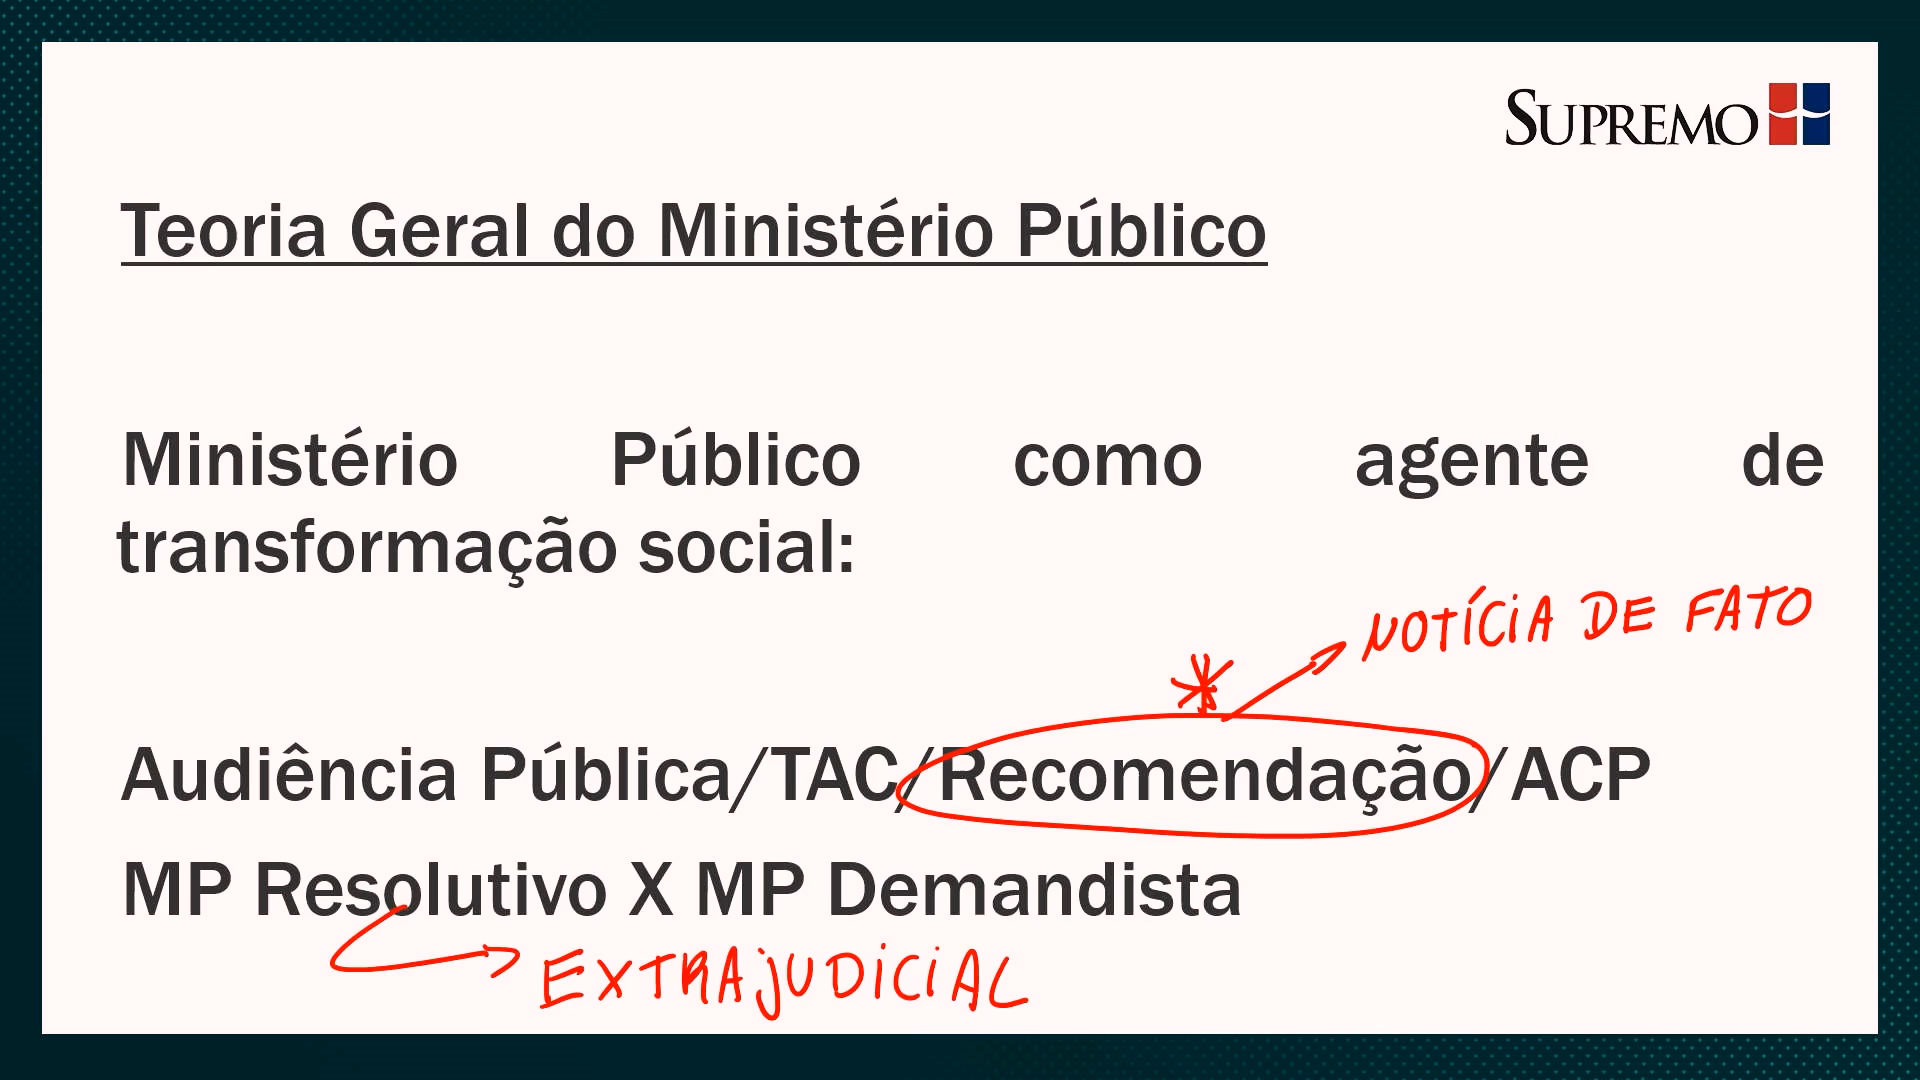 SUPREMO
Teoria Geral do Ministério Público
Ministério Público como agente de
transformação social:
NOTÍCIA DE FATO
*
Audiência Pública/TAC/Recomendação/ACP
MP Resolutivo X MP Demandista
EXTRAJUDICIAL